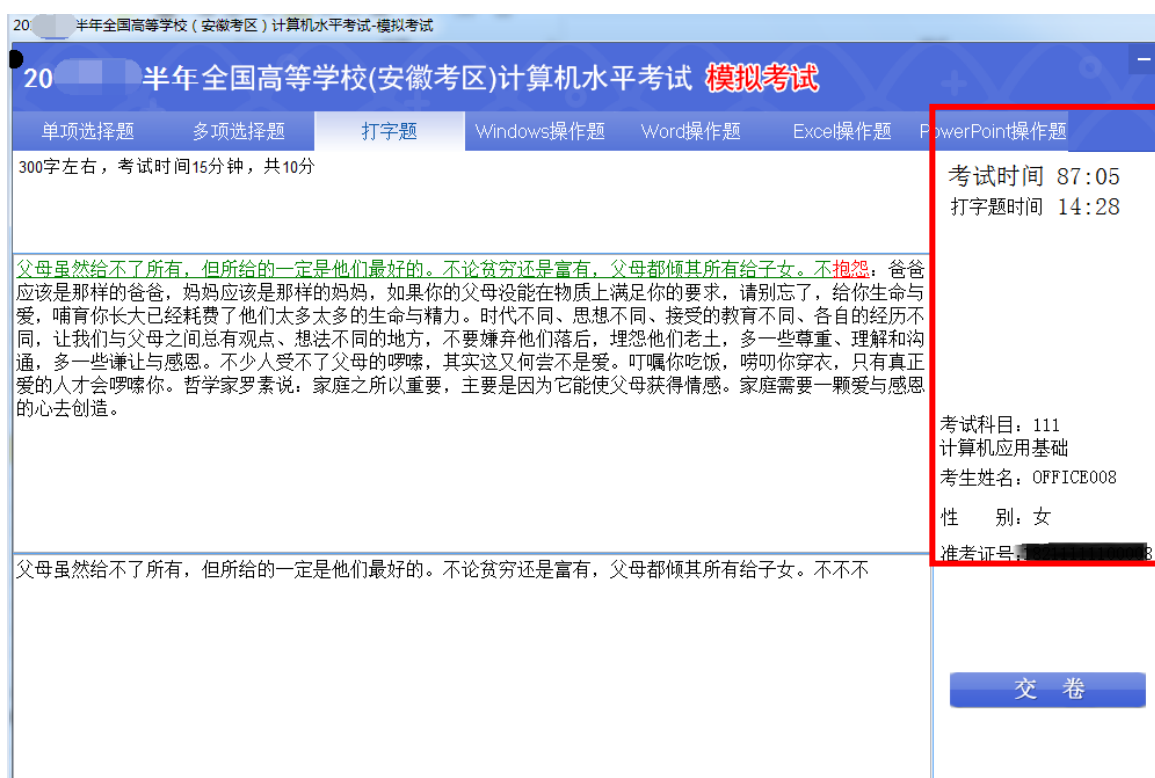 20 半年全国高等学校(安徽考区)计算机水平考试-模拟考试
20 半年全国高等学校(安徽考区)计算机水平考试 模拟考试
单项选择题 多项选择题 打字题 Windows操作题 Word操作题 Excel操作题 PowerPoint操作题
300字左右，考试时间15分钟，共10分
考试时间 87:05
打字题时间 14:28
父母虽然给不了所有，但所给的一定是他们最好的。不论贫穷还是富有，父母都倾其所有给子女。不抱怨：爸爸
应该是那样的爸爸，妈妈应该是那样的妈妈，如果你的父母没能在物质上满足你的要求，请别忘了，给你生命与
爱，哺育你长大已经耗费了他们太多太多的生命与精力。时代不同、思想不同、接受的教育不同、各自的经历不
同，让我们与父母之间总有观点、想法不同的地方，不要嫌弃他们落后，埋怨他们老土，多一些尊重、理解和沟
通，多一些谦让与感恩。不少人受不了父母的啰嗦，其实这又何尝不是爱。叮嘱你吃饭，唠叨你穿衣，只有真正
爱的人才会啰嗦你。哲学家罗素说：家庭之所以重要，主要是因为它能使父母获得情感。家庭需要一颗爱与感恩
的心去创造。
考试科目：111
计算机应用基础
考生姓名：OFFICE008
性 别：女
准考证号：
父母虽然给不了所有，但所给的一定是他们最好的。不论贫穷还是富有，父母都倾其所有给子女。不不不
交 卷